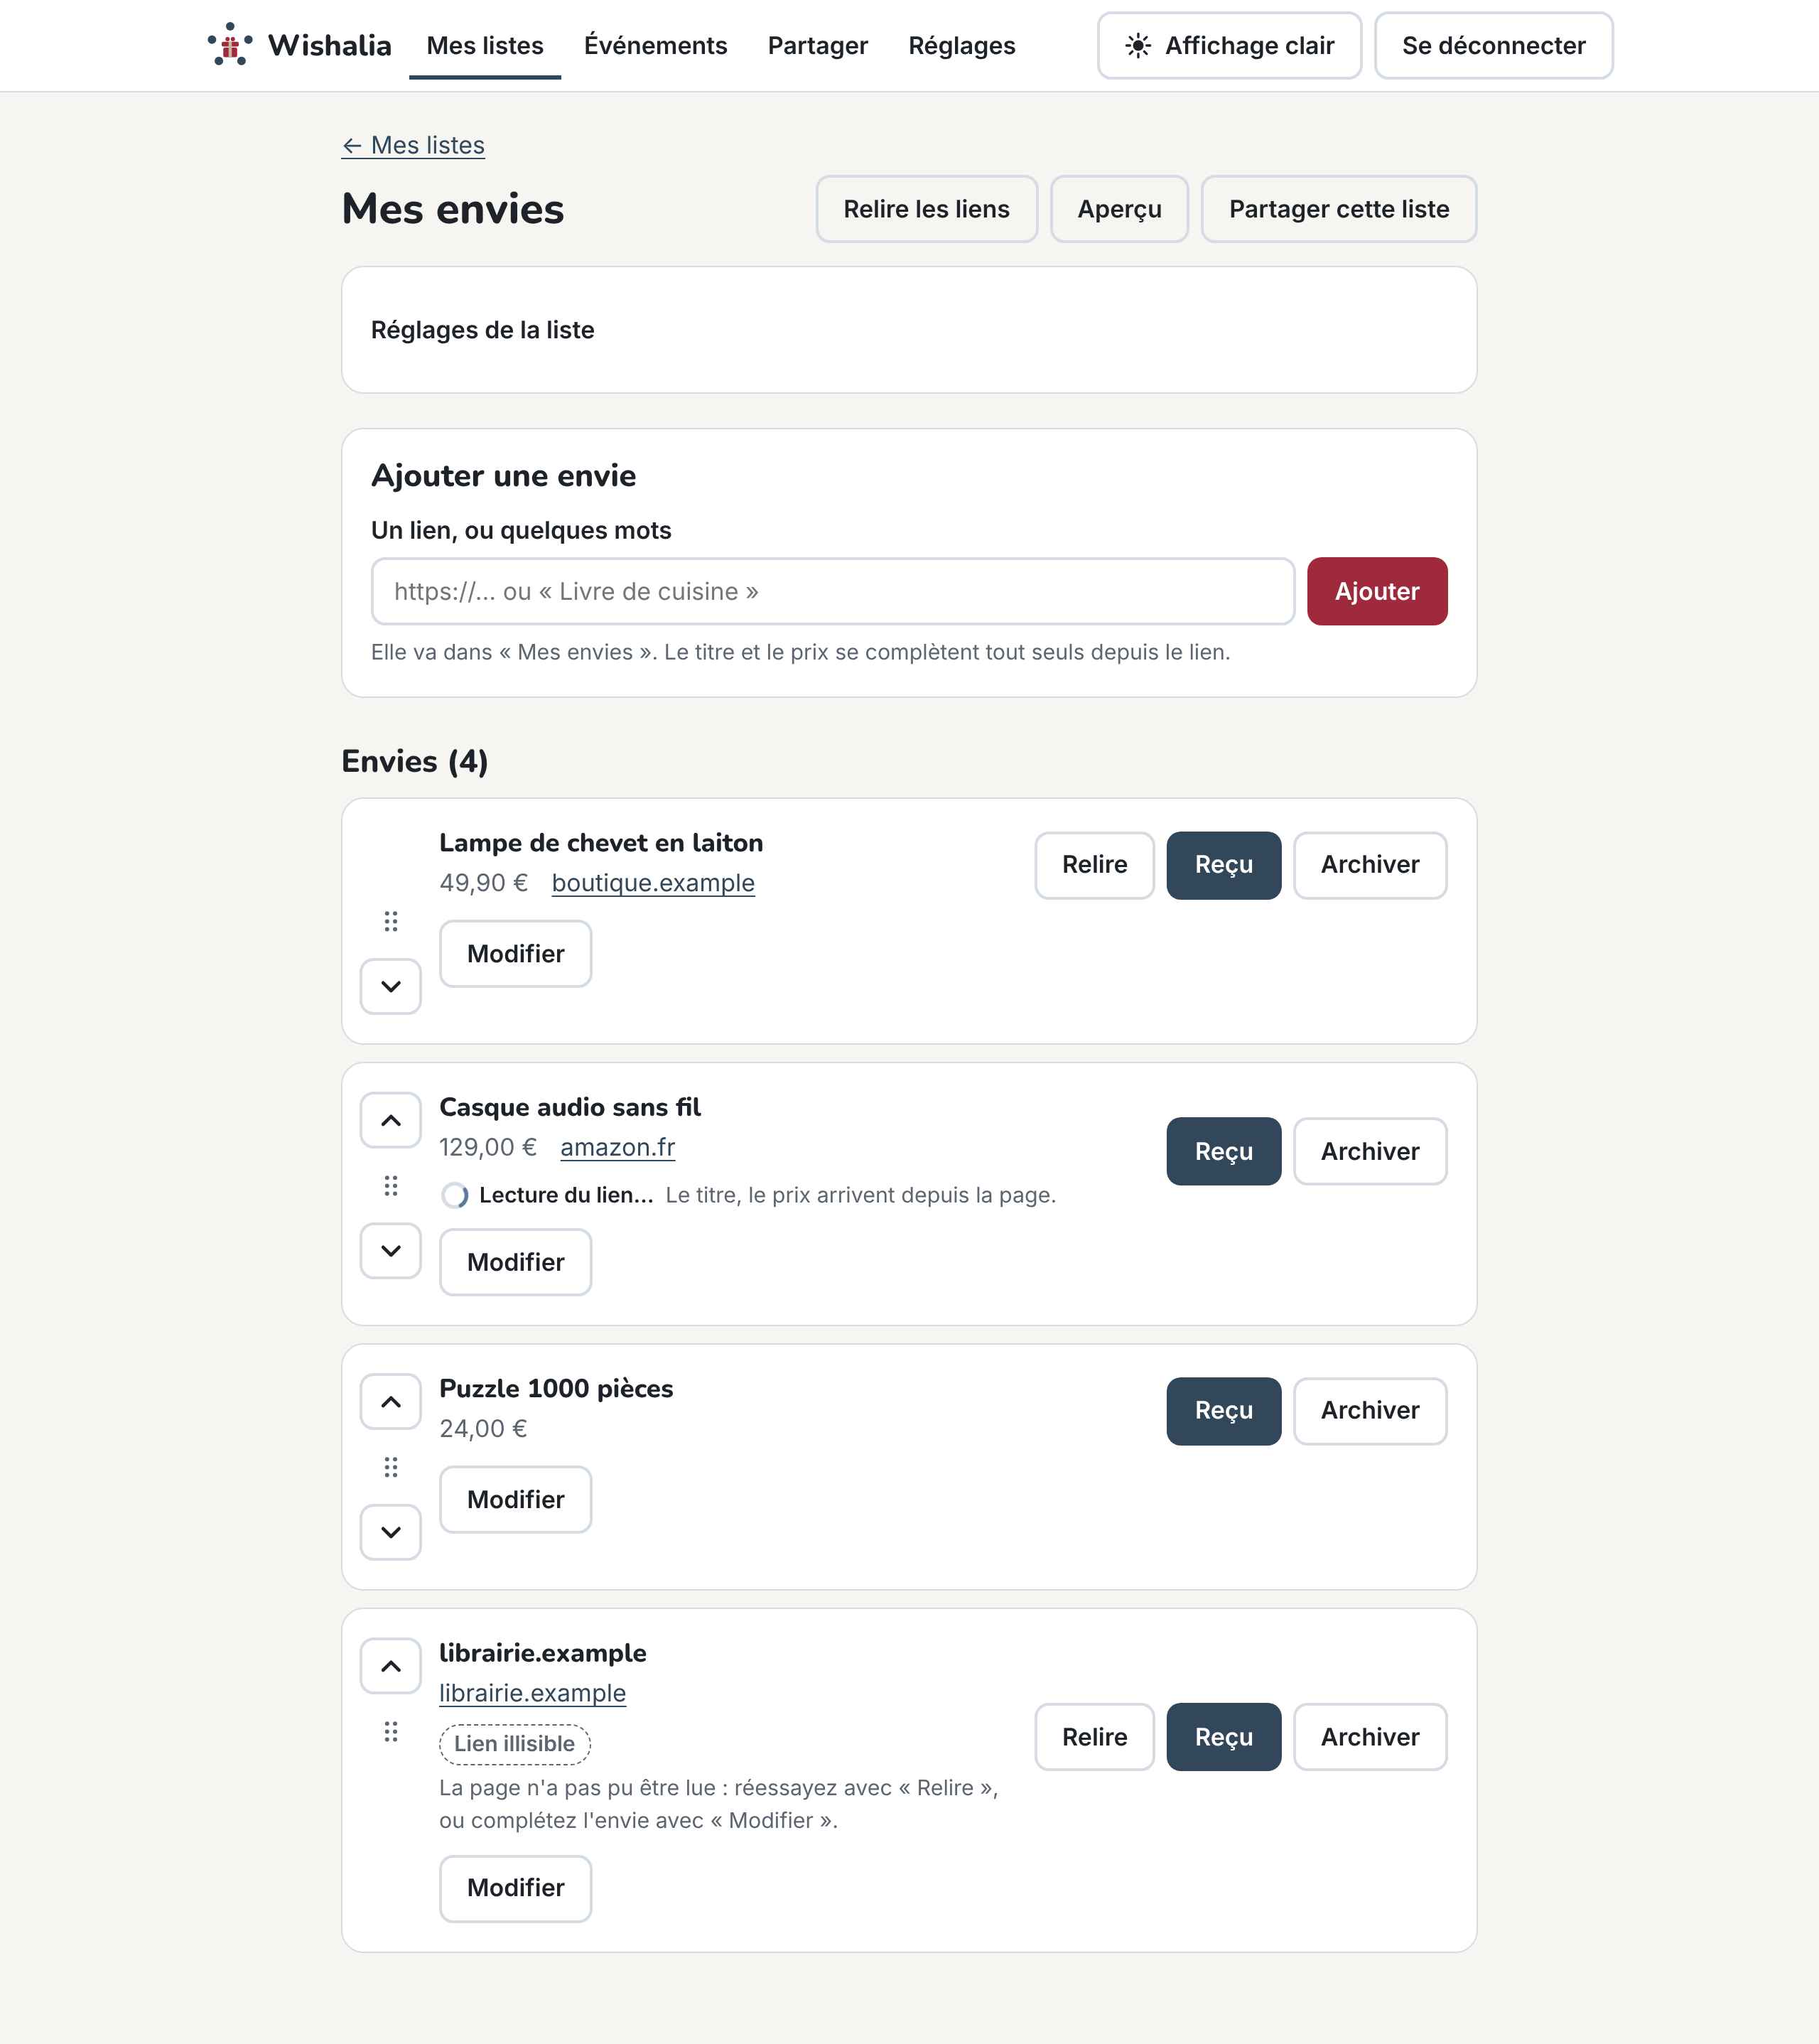 Wishalia
Mes listes
Événements
Partager
Réglages
Affichage clair
Se déconnecter
← Mes listes
Mes envies
Relire les liens
Aperçu
Partager cette liste
Réglages de la liste
Ajouter une envie
Un lien, ou quelques mots
https://... ou « Livre de cuisine »
Ajouter
Elle va dans « Mes envies ». Le titre et le prix se complètent tout seuls depuis le lien.
Envies (4)
Lampe de chevet en laiton
49,90 € boutique.example
Relire
Reçu
Archiver
Modifier
Casque audio sans fil
129,00 € amazon.fr
Lecture du lien... Le titre, le prix arrivent depuis la page.
Reçu
Archiver
Modifier
Puzzle 1000 pièces
24,00 €
Reçu
Archiver
Modifier
librairie.example
librairie.example
Lien illisible
La page n'a pas pu être lue : réessayez avec « Relire »,
ou complétez l'envie avec « Modifier ».
Relire
Reçu
Archiver
Modifier